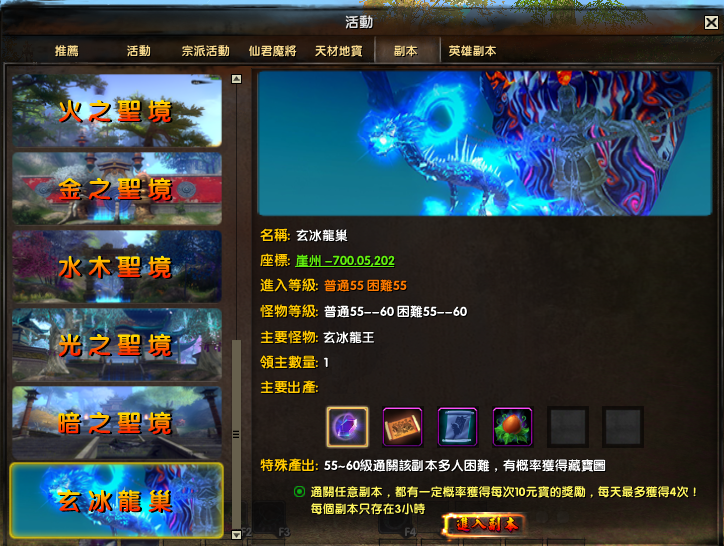 活動
推薦
活動
宗派活動
仙君魔將
天材地寶
副本
英雄副本
火之聖境
金之聖境
水木聖境
光之聖境
暗之聖境
玄冰龍巢
名稱: 玄冰龍巢
座標: 崖州 -700.05,202
進入等級: 普通55 困難55
怪物等級: 普通55--60 困難55--60
主要怪物: 玄冰龍王
領主數量: 1
主要出產:
特殊產出: 55~60級通關該副本多人困難，有概率獲得藏寶圖
通關任意副本，都有一定概率獲得每次10元寶的獎勵，每天最多獲得4次！
每個副本只存在3小時
進入副本
F2
F3
F4